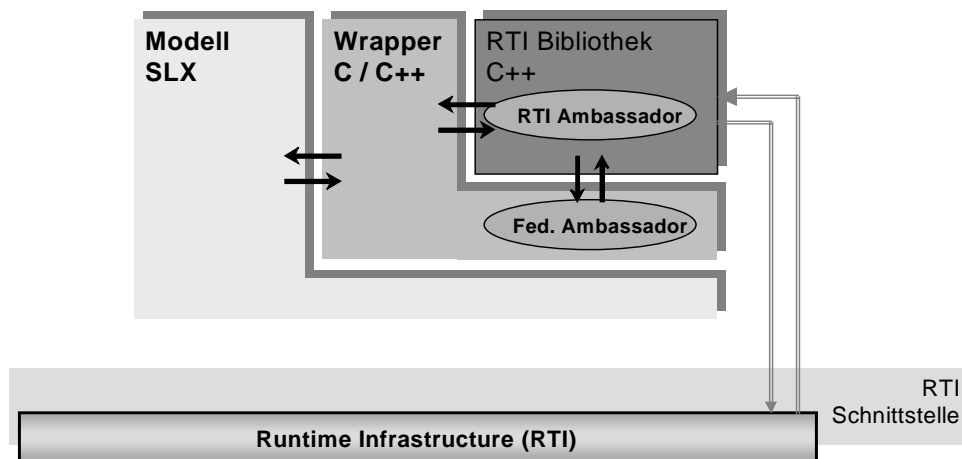 Modell
SLX
Wrapper
C / C++
RTI Bibliothek
C++
RTI Ambassador
Fed. Ambassador
RTI
Schnittstelle
Runtime Infrastructure (RTI)